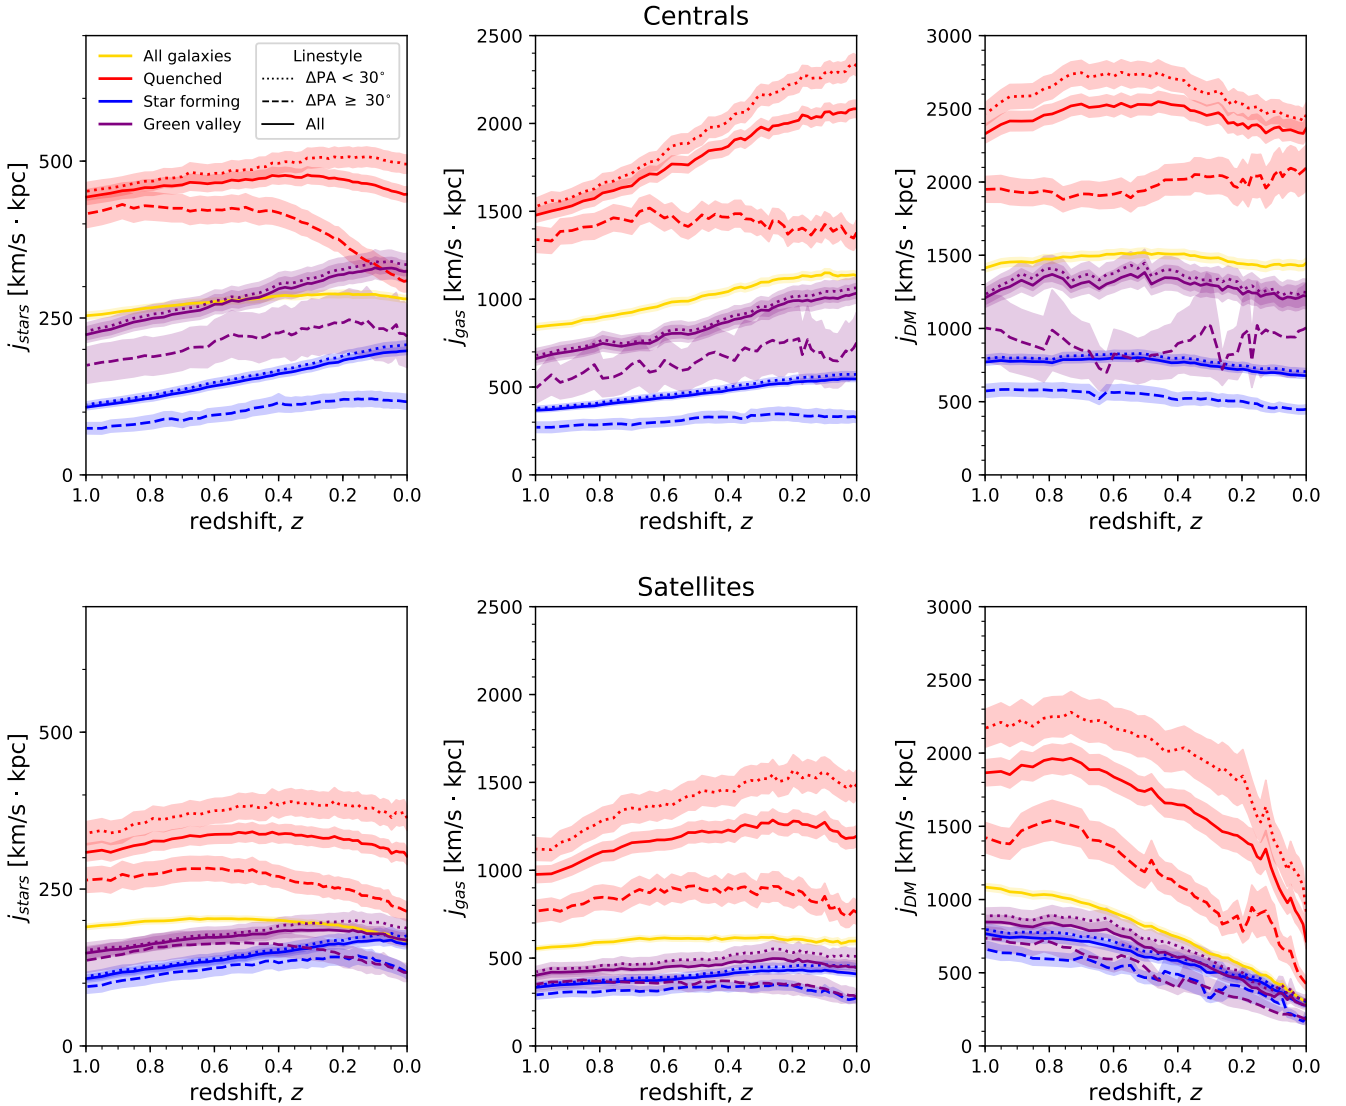 Centrals
All galaxies
Quenched
Star forming
Green valley
Linestyle
ΔPA < 30°
ΔPA ≥ 30°
All
j_stars [km/s · kpc]
0
250
500
1.0 0.8 0.6 0.4 0.2 0.0
redshift, z
j_gas [km/s · kpc]
2500
2000
1500
1000
500
0
1.0 0.8 0.6 0.4 0.2 0.0
redshift, z
j_DM [km/s · kpc]
3000
2500
2000
1500
1000
500
0
1.0 0.8 0.6 0.4 0.2 0.0
redshift, z
Satellites
j_stars [km/s · kpc]
500
250
0
1.0 0.8 0.6 0.4 0.2 0.0
redshift, z
j_gas [km/s · kpc]
2500
2000
1500
1000
500
0
1.0 0.8 0.6 0.4 0.2 0.0
redshift, z
j_DM [km/s · kpc]
3000
2500
2000
1500
1000
500
0
1.0 0.8 0.6 0.4 0.2 0.0
redshift, z